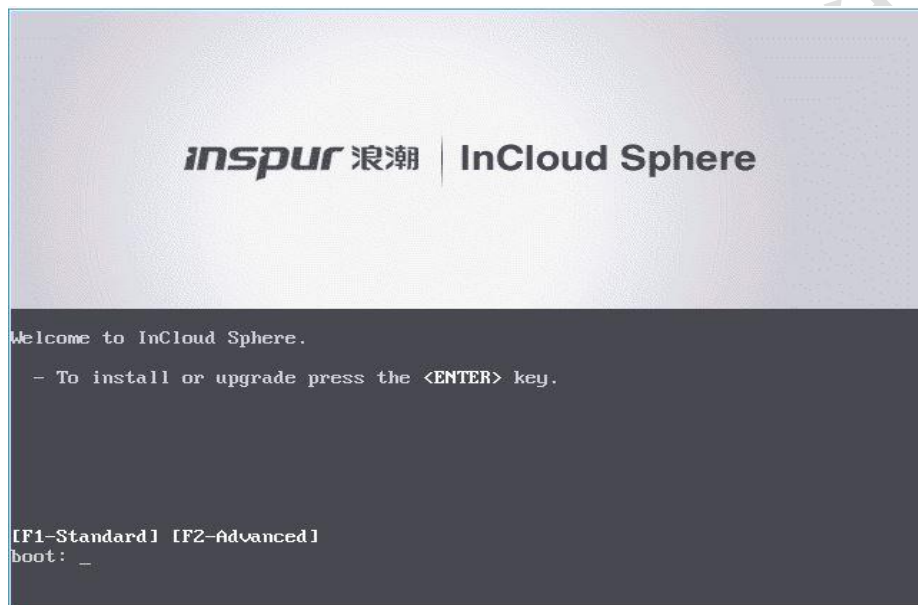 inspur 浪潮 InCloud Sphere
Welcome to InCloud Sphere.
- To install or upgrade press the <ENTER> key.
[F1-Standard] [F2-Advanced]
boot: _